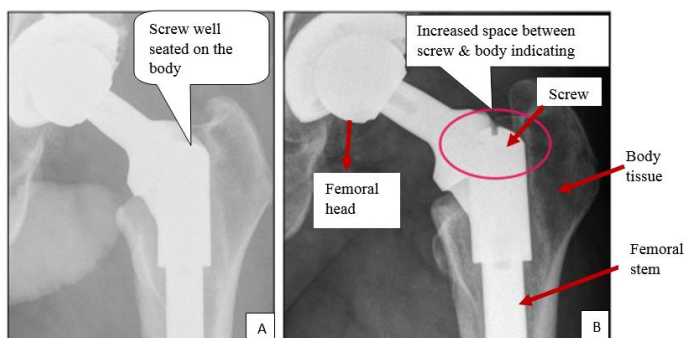 Screw well
seated on the
body
A
Increased space between
screw & body indicating
Screw
Femoral
head
Body
tissue
Femoral
stem
B